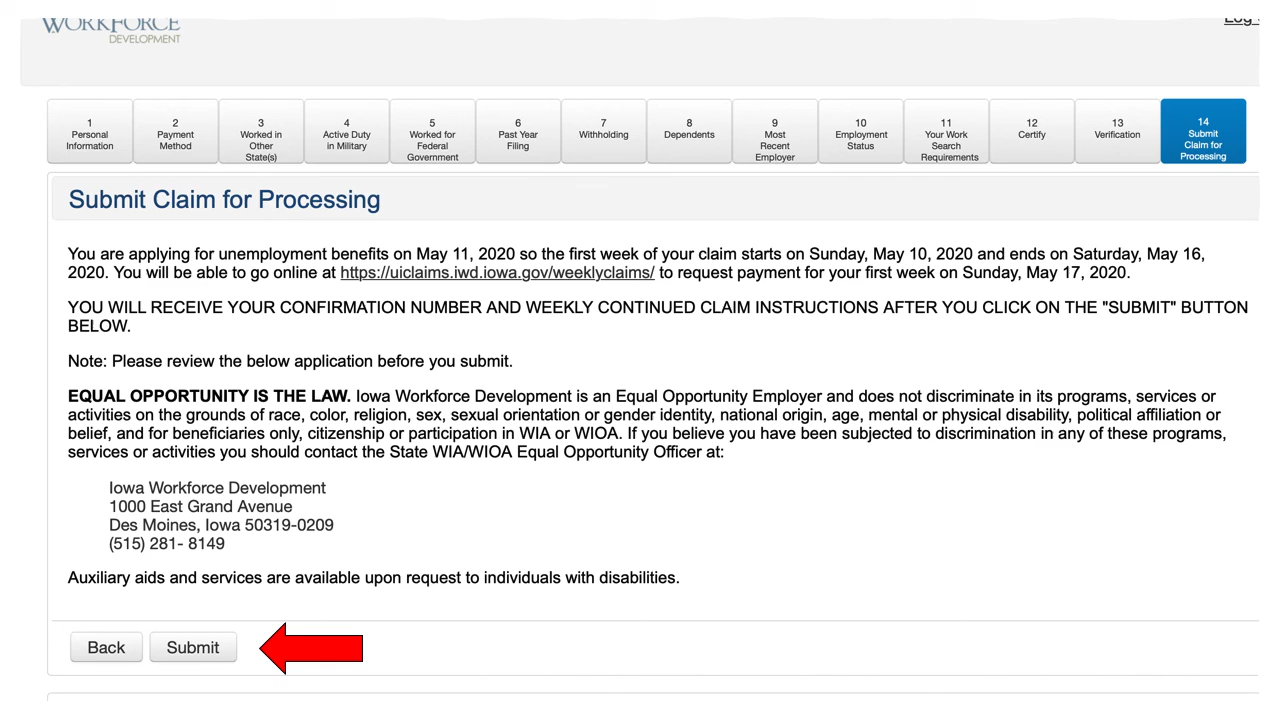 WORKFORCE
DEVELOPMENT
1
Personal
Information
2
Payment
Method
3
Worked in
Other
State(s)
4
Active Duty
in Military
5
Worked for
Federal
Government
6
Past Year
Filing
7
Withholding
8
Dependents
9
Most
Recent
Employer
10
Employment
Status
11
Your Work
Search
Requirements
12
Certify
13
Verification
14
Submit
Claim for
Processing
Submit Claim for Processing
You are applying for unemployment benefits on May 11, 2020 so the first week of your claim starts on Sunday, May 10, 2020 and ends on Saturday, May 16,
2020. You will be able to go online at https://uiclaims.iwd.iowa.gov/weeklyclaims/ to request payment for your first week on Sunday, May 17, 2020.
YOU WILL RECEIVE YOUR CONFIRMATION NUMBER AND WEEKLY CONTINUED CLAIM INSTRUCTIONS AFTER YOU CLICK ON THE "SUBMIT" BUTTON
BELOW.
Note: Please review the below application before you submit.
EQUAL OPPORTUNITY IS THE LAW. Iowa Workforce Development is an Equal Opportunity Employer and does not discriminate in its programs, services or
activities on the grounds of race, color, religion, sex, sexual orientation or gender identity, national origin, age, mental or physical disability, political affiliation or
belief, and for beneficiaries only, citizenship or participation in WIA or WIOA. If you believe you have been subjected to discrimination in any of these programs,
services or activities you should contact the State WIA/WIOA Equal Opportunity Officer at:
Iowa Workforce Development
1000 East Grand Avenue
Des Moines, Iowa 50319-0209
(515) 281- 8149
Auxiliary aids and services are available upon request to individuals with disabilities.
Back
Submit